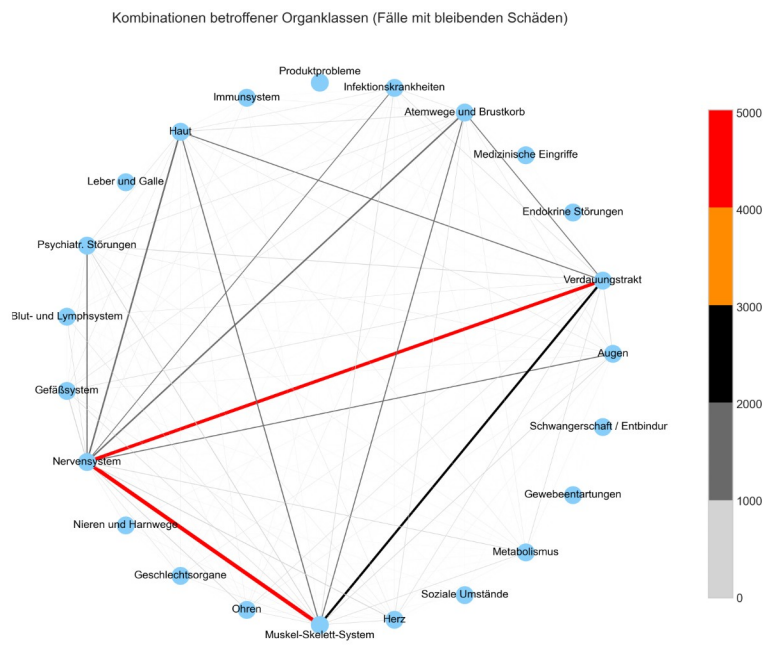 Kombinationen betroffener Organklassen (Fälle mit bleibenden Schäden)
Produktprobleme
Infektionskrankheiten
Immunsystem
Atemwege und Brustkorb
Haut
Medizinische Eingriffe
Leber und Galle
Endokrine Störungen
Psychiatr. Störungen
Verdauungstrakt
Blut- und Lymphsystem
Augen
Gefäßsystem
Schwangerschaft / Entbindur
Nervensystem
Gewebeentartungen
Nieren und Harnwege
Metabolismus
Geschlechtsorgane
Soziale Umstände
Ohren
Herz
Muskel-Skelett-System
5000
4000
3000
2000
1000
0